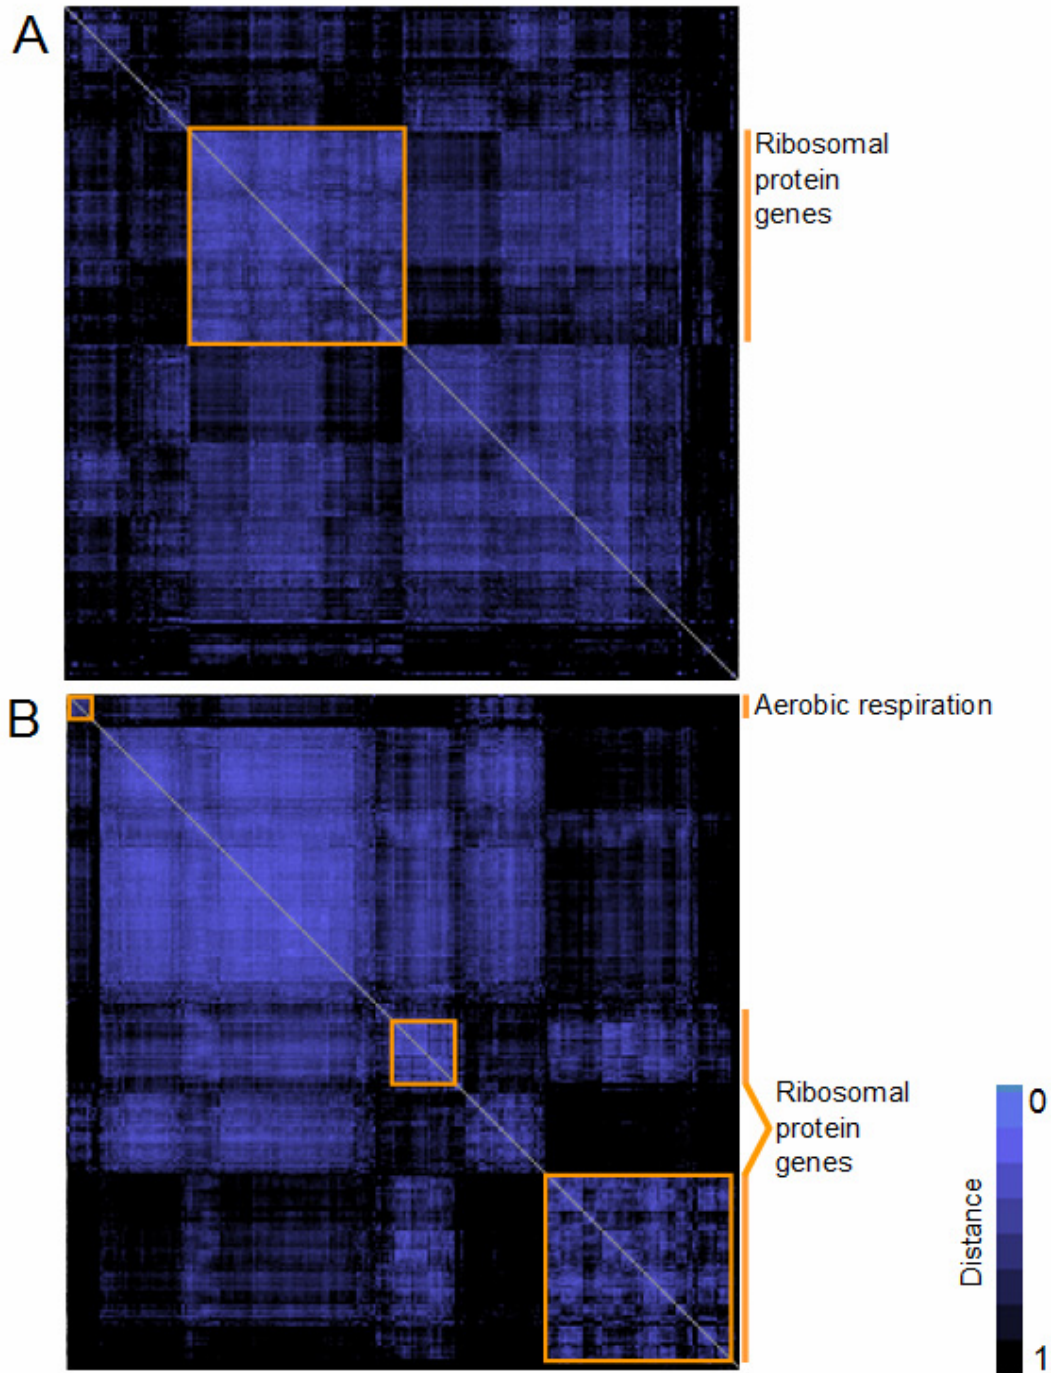 A
Ribosomal
protein
genes
B
Aerobic respiration
Ribosomal
protein
genes
0
Distance
1